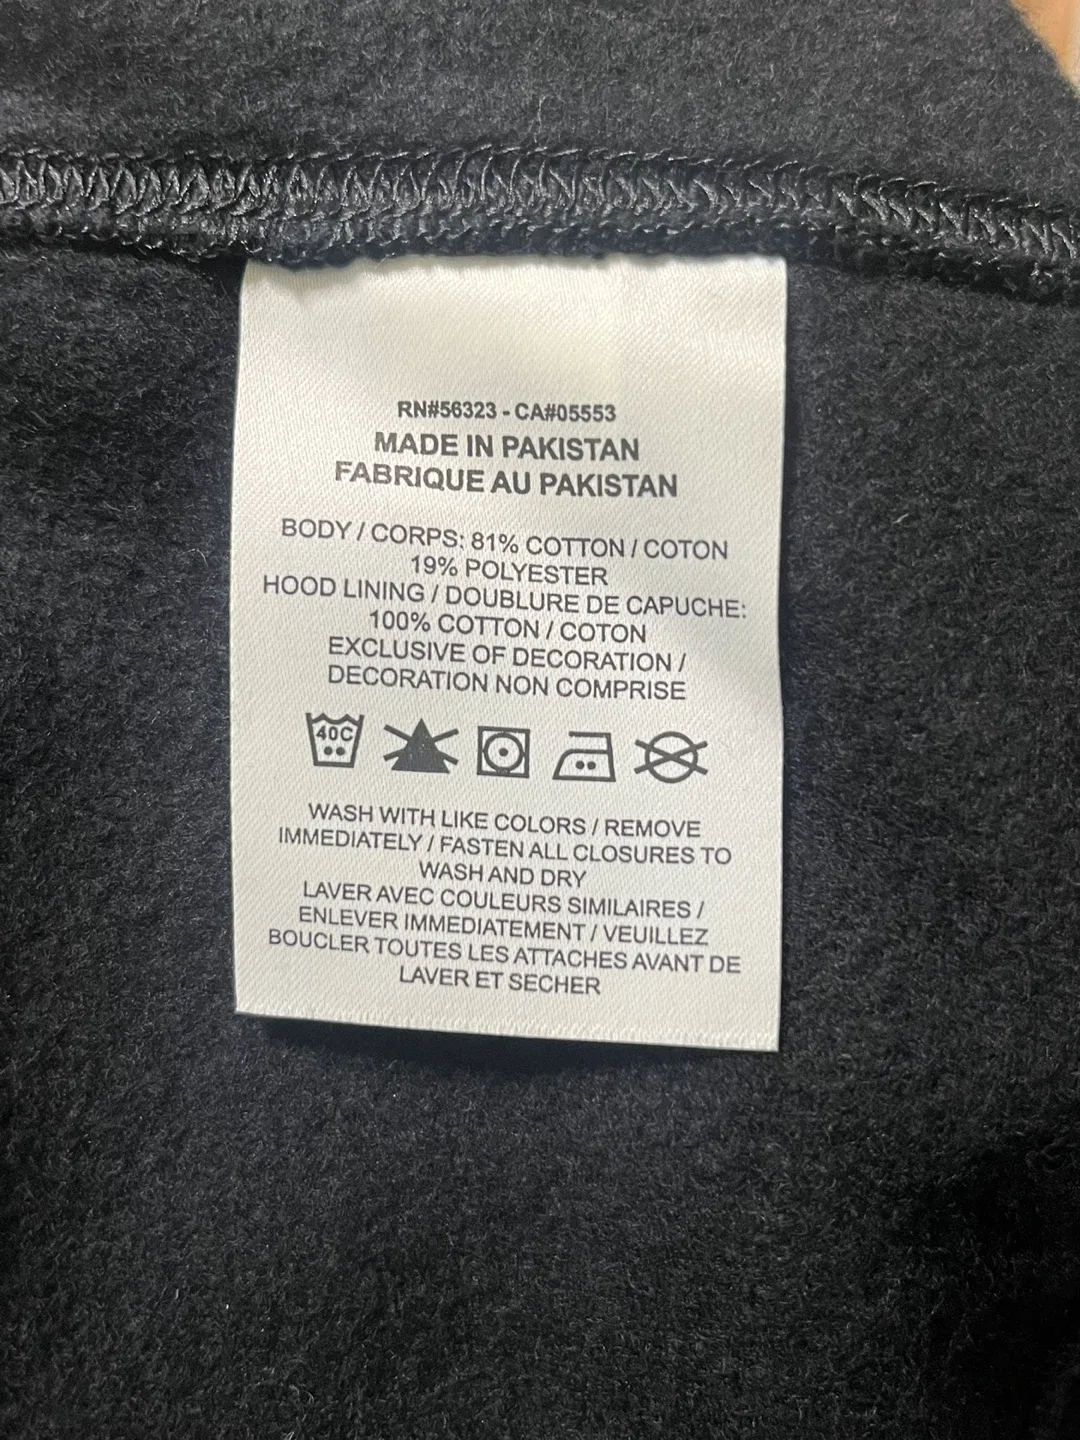 RN#56323 - CA#05553
MADE IN PAKISTAN
FABRIQUE AU PAKISTAN
BODY / CORPS: 81% COTTON / COTON
19% POLYESTER
HOOD LINING / DOUBLURE DE CAPUCHE:
100% COTTON / COTON
EXCLUSIVE OF DECORATION /
DECORATION NON COMPRISE
40C
WASH WITH LIKE COLORS / REMOVE
IMMEDIATELY / FASTEN ALL CLOSURES TO
WASH AND DRY
LAVER AVEC COULEURS SIMILAIRES /
ENLEVER IMMEDIATEMENT / VEUILLEZ
BOUCLER TOUTES LES ATTACHES AVANT DE
LAVER ET SECHER